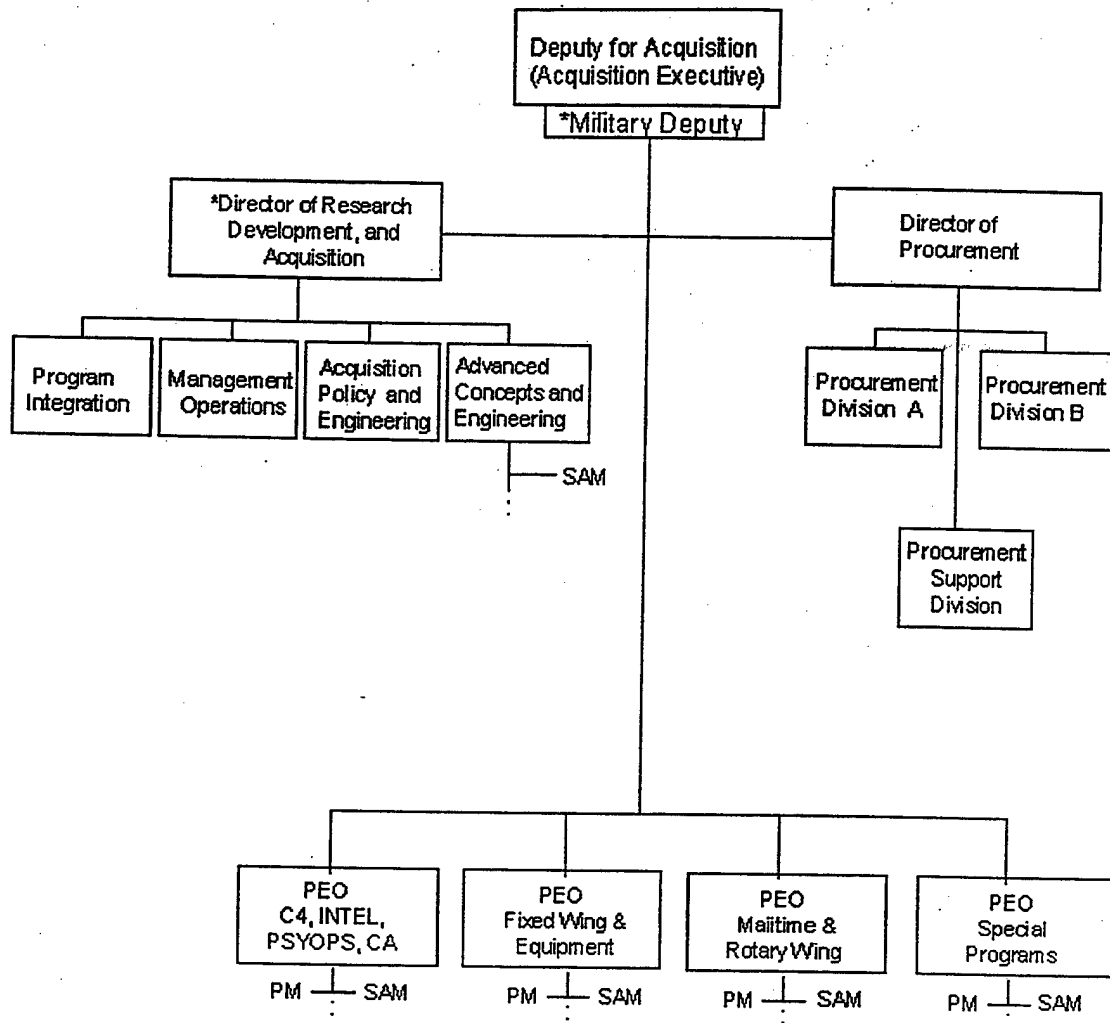 Deputy for Acquisition
(Acquisition Executive)
*Military Deputy
*Director of Research
Development, and
Acquisition
Director of
Procurement
Program
Integration
Management
Operations
Acquisition
Policy and
Engineering
Advanced
Concepts and
Engineering
SAM
Procurement
Division A
Procurement
Division B
Procurement
Support
Division
PEO
C4, INTEL,
PSYOPS, CA
PM SAM
PEO
Fixed Wing &
Equipment
PM SAM
PEO
Maiitime &
Rotary Wing
PM SAM
PEO
Special
Programs
PM SAM